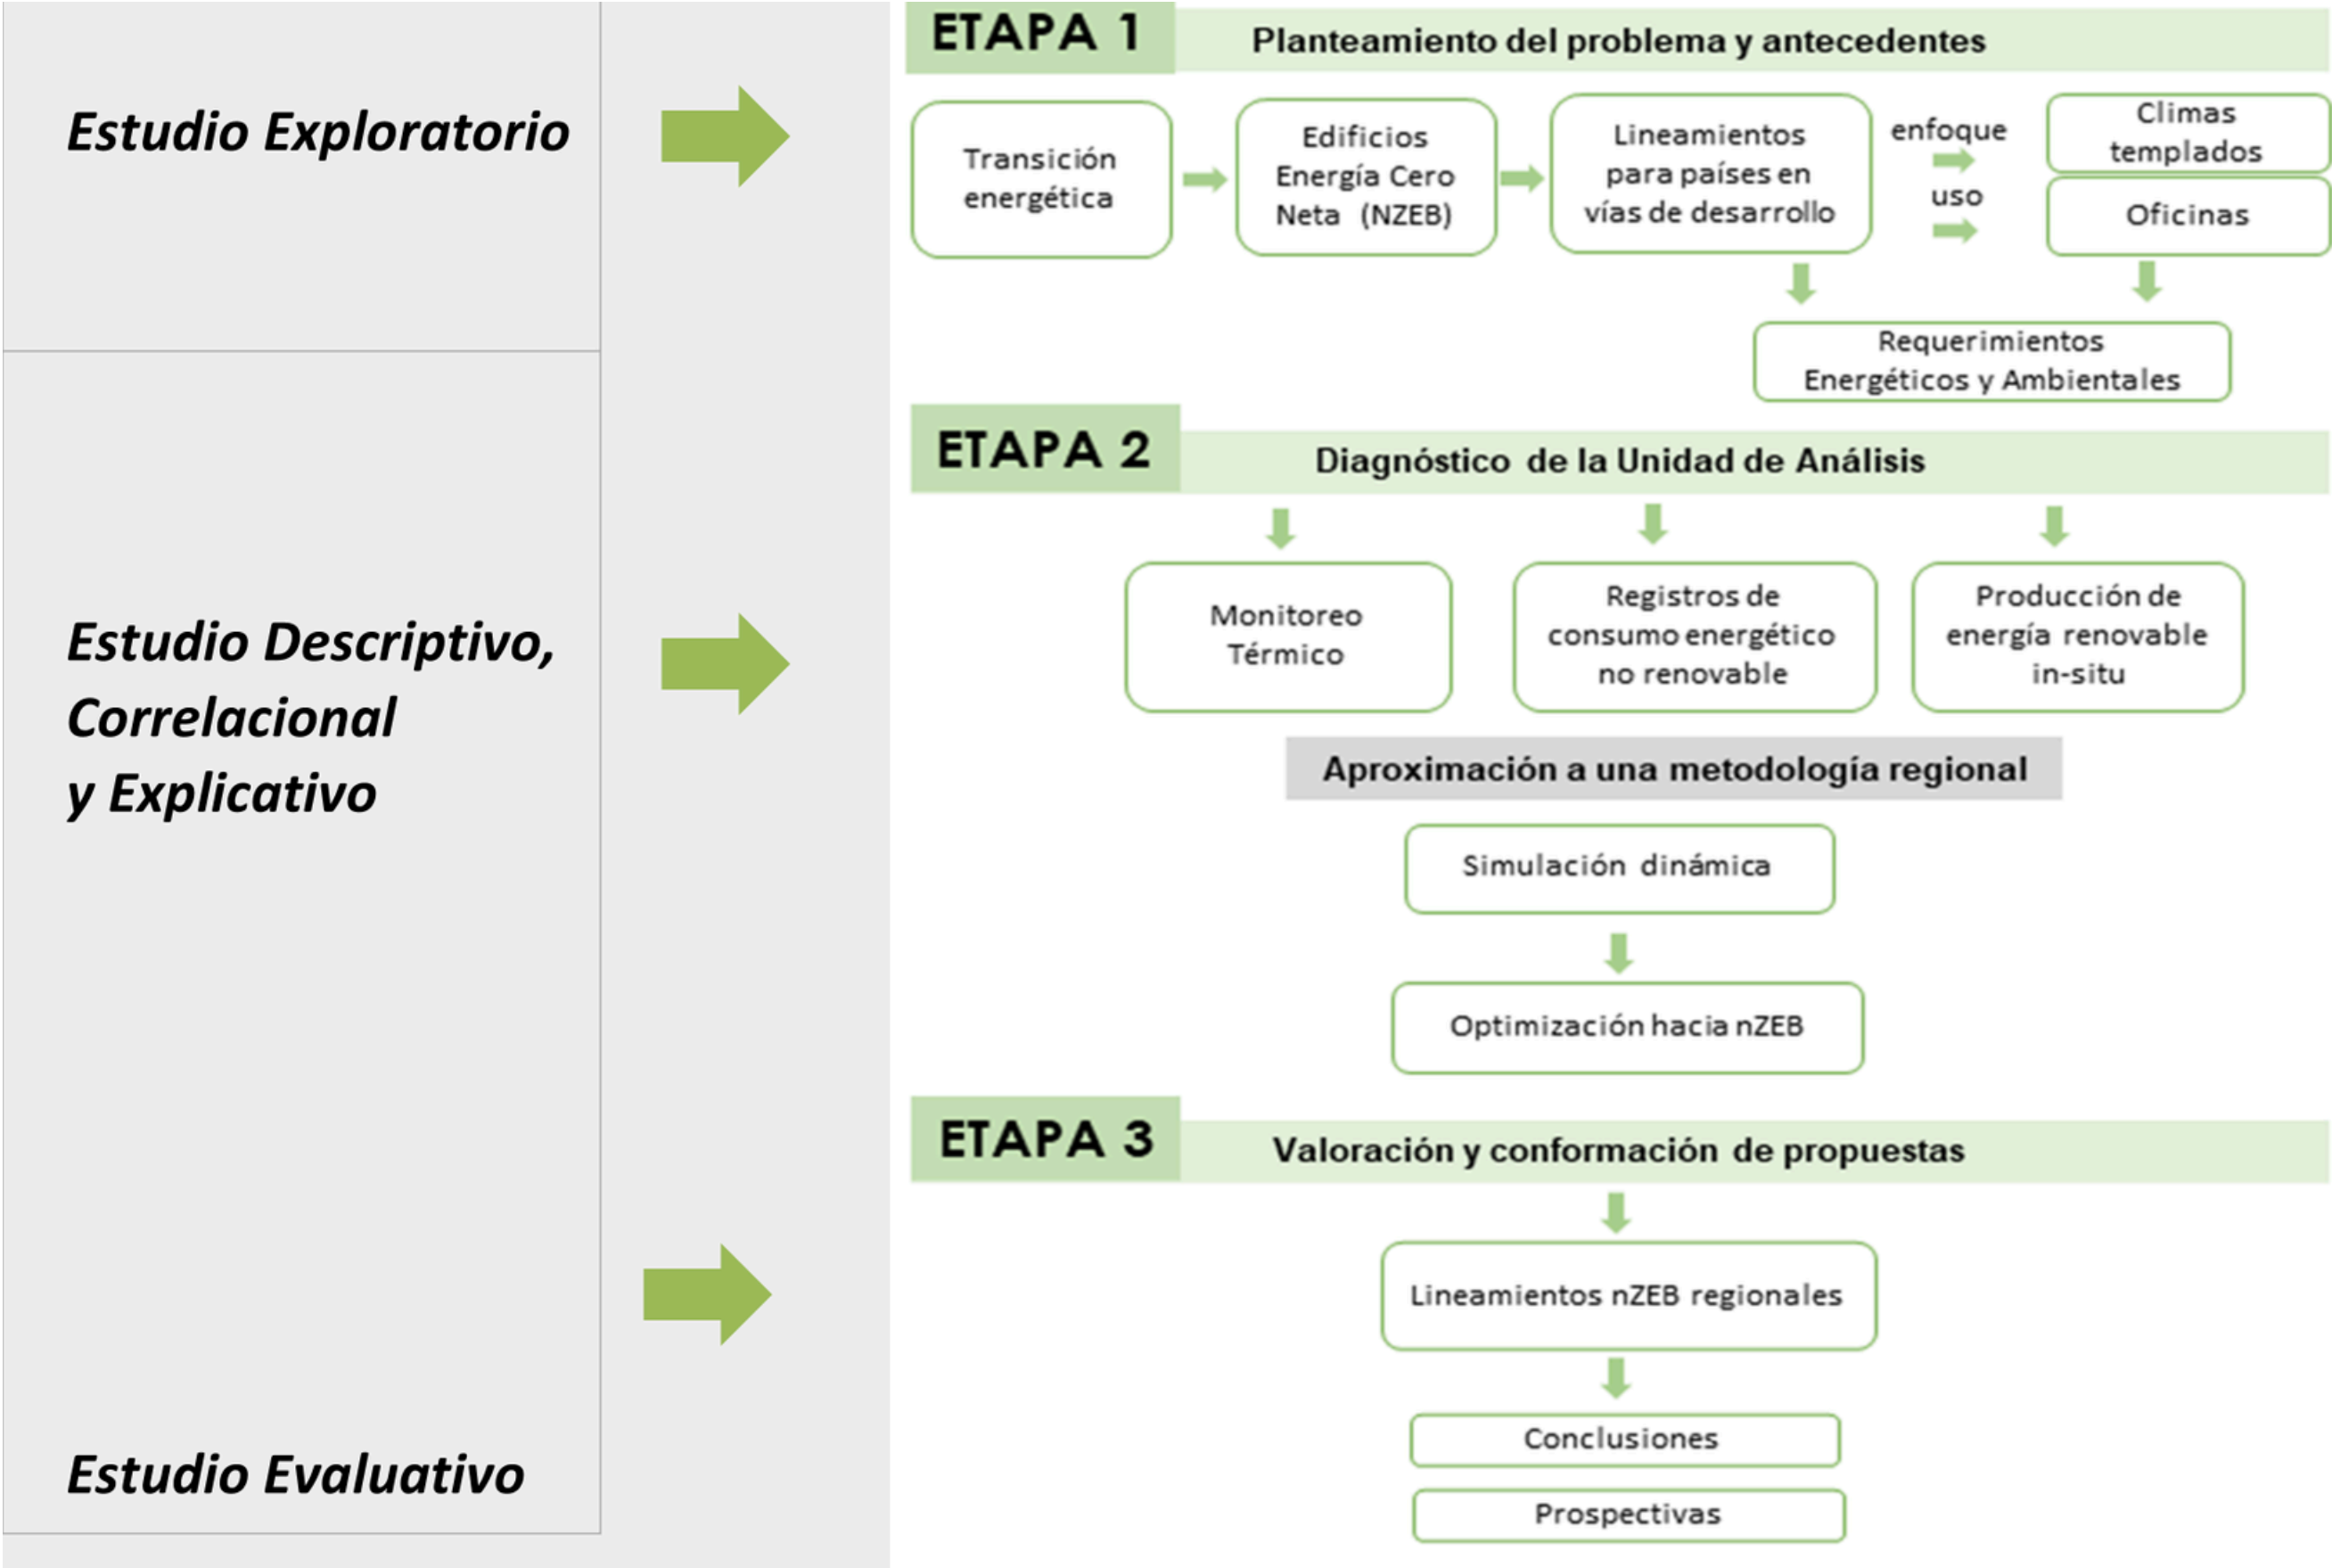 Estudio Exploratorio
ETAPA 1
Planteamiento del problema y antecedentes
Transición
energética
Edificios
Energía Cero
Neta (NZEB)
Lineamientos
para países en
vías de desarrollo
enfoque
uso
Climas
templados
Oficinas
Requerimientos
Energéticos y Ambientales
Estudio Descriptivo,
Correlacional
y Explicativo
ETAPA 2
Diagnóstico de la Unidad de Análisis
Monitoreo
Térmico
Registros de
consumo energético
no renovable
Producción de
energía renovable
in-situ
Aproximación a una metodología regional
Simulación dinámica
Optimización hacia nZEB
Estudio Evaluativo
ETAPA 3
Valoración y conformación de propuestas
Lineamientos nZEB regionales
Conclusiones
Prospectivas